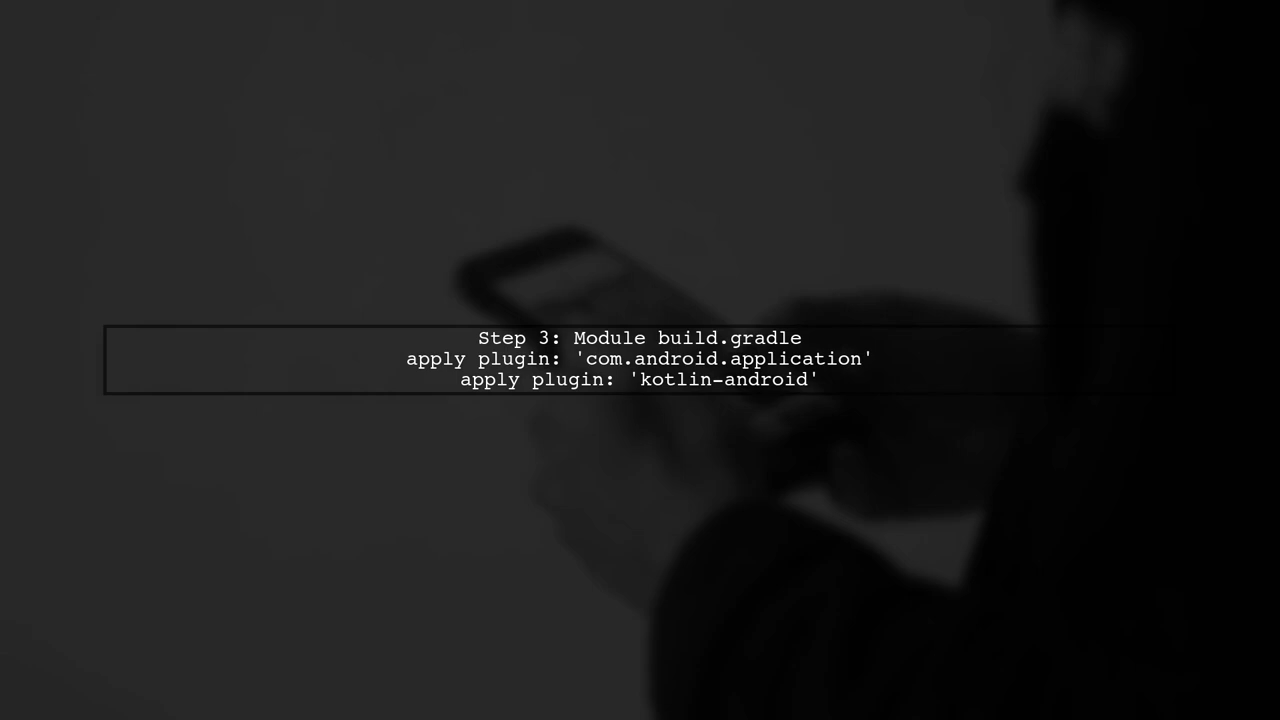 Step 3: Module build.gradle
apply plugin: 'com.android.application'
apply plugin: 'kotlin-android'